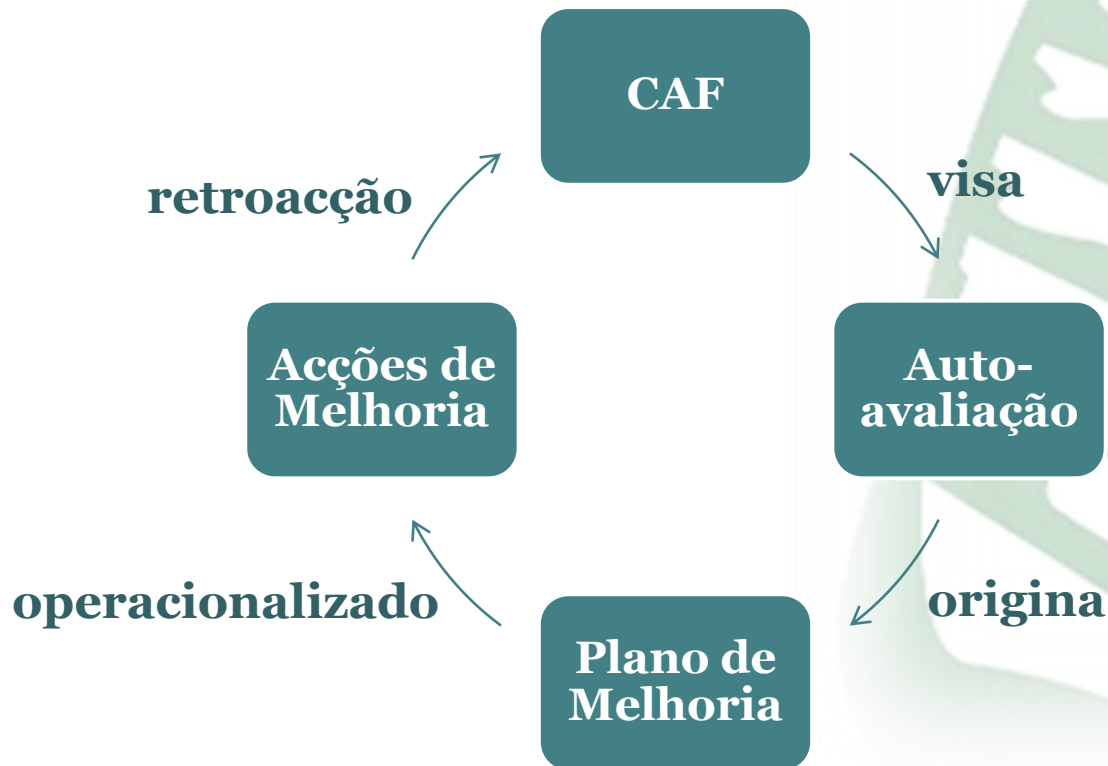 CAF
retroacção
visa
Acções de
Melhoria
Auto-
avaliação
operacionalizado
origina
Plano de
Melhoria